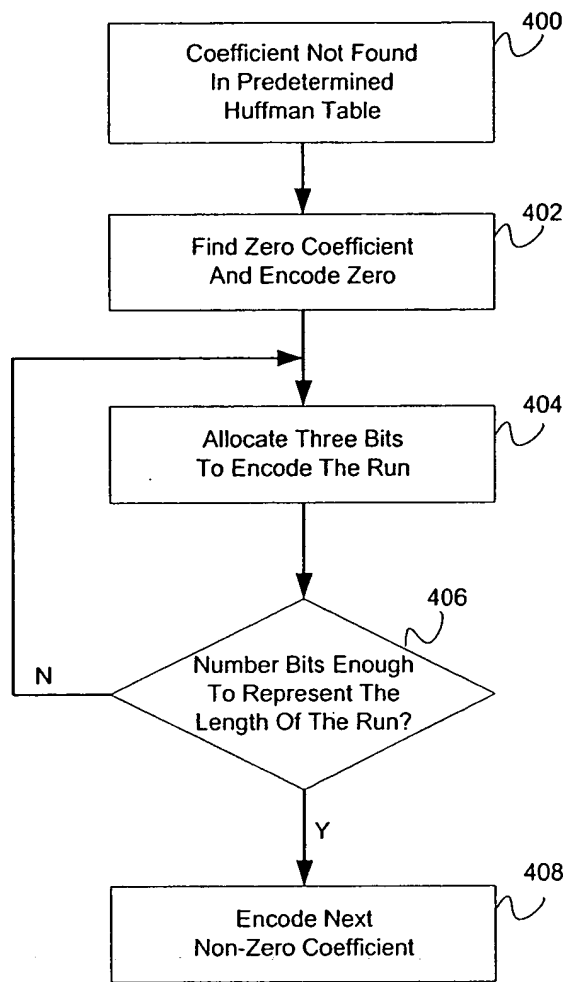 400
Coefficient Not Found
In Predetermined
Huffman Table
402
Find Zero Coefficient
And Encode Zero
404
Allocate Three Bits
To Encode The Run
406
Number Bits Enough
To Represent The
Length Of The Run?
N
Y
408
Encode Next
Non-Zero Coefficient